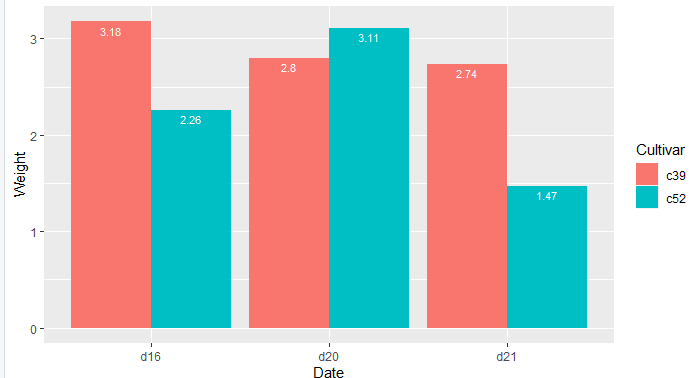 3
2
1
0
Weight
3.18
2.26
2.8
3.11
2.74
1.47
d16
d20
d21
Date
Cultivar
c39
c52